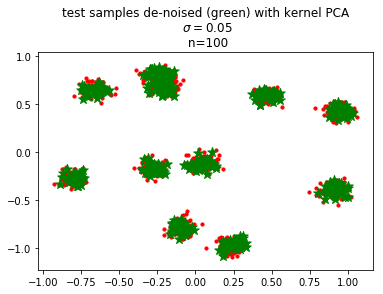 test samples de-noised (green) with kernel PCA
σ = 0.05
n=100
1.0
0.5
0.0
−0.5
−1.0
−1.00 −0.75 −0.50 −0.25 0.00 0.25 0.50 0.75 1.00